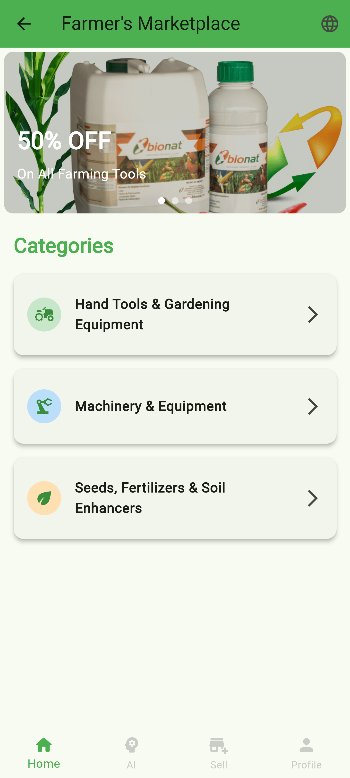 Farmer's Marketplace
bionat
bionat
50% OFF
On All Farming Tools
Categories
Hand Tools & Gardening
Equipment
Machinery & Equipment
Seeds, Fertilizers & Soil
Enhancers
Home
AI
Sell
Profile